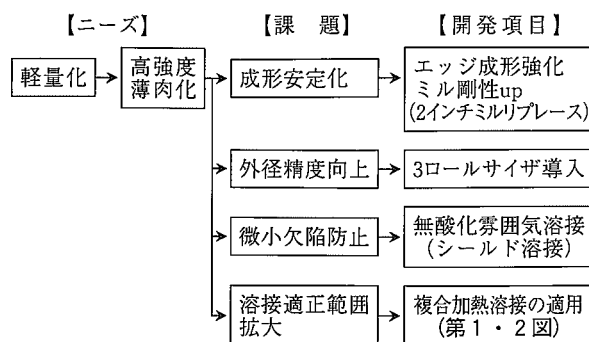 【ニーズ】 【課 題】 【開発項目】
軽量化
高強度
薄肉化
成形安定化
エッジ成形強化
ミル剛性up
(2インチミルリプレース)
外径精度向上
3ロールサイザ導入
微小欠陥防止
無酸化雰囲気溶接
(シールド溶接)
溶接適正範囲
拡大
複合加熱溶接の適用
(第1・2図)